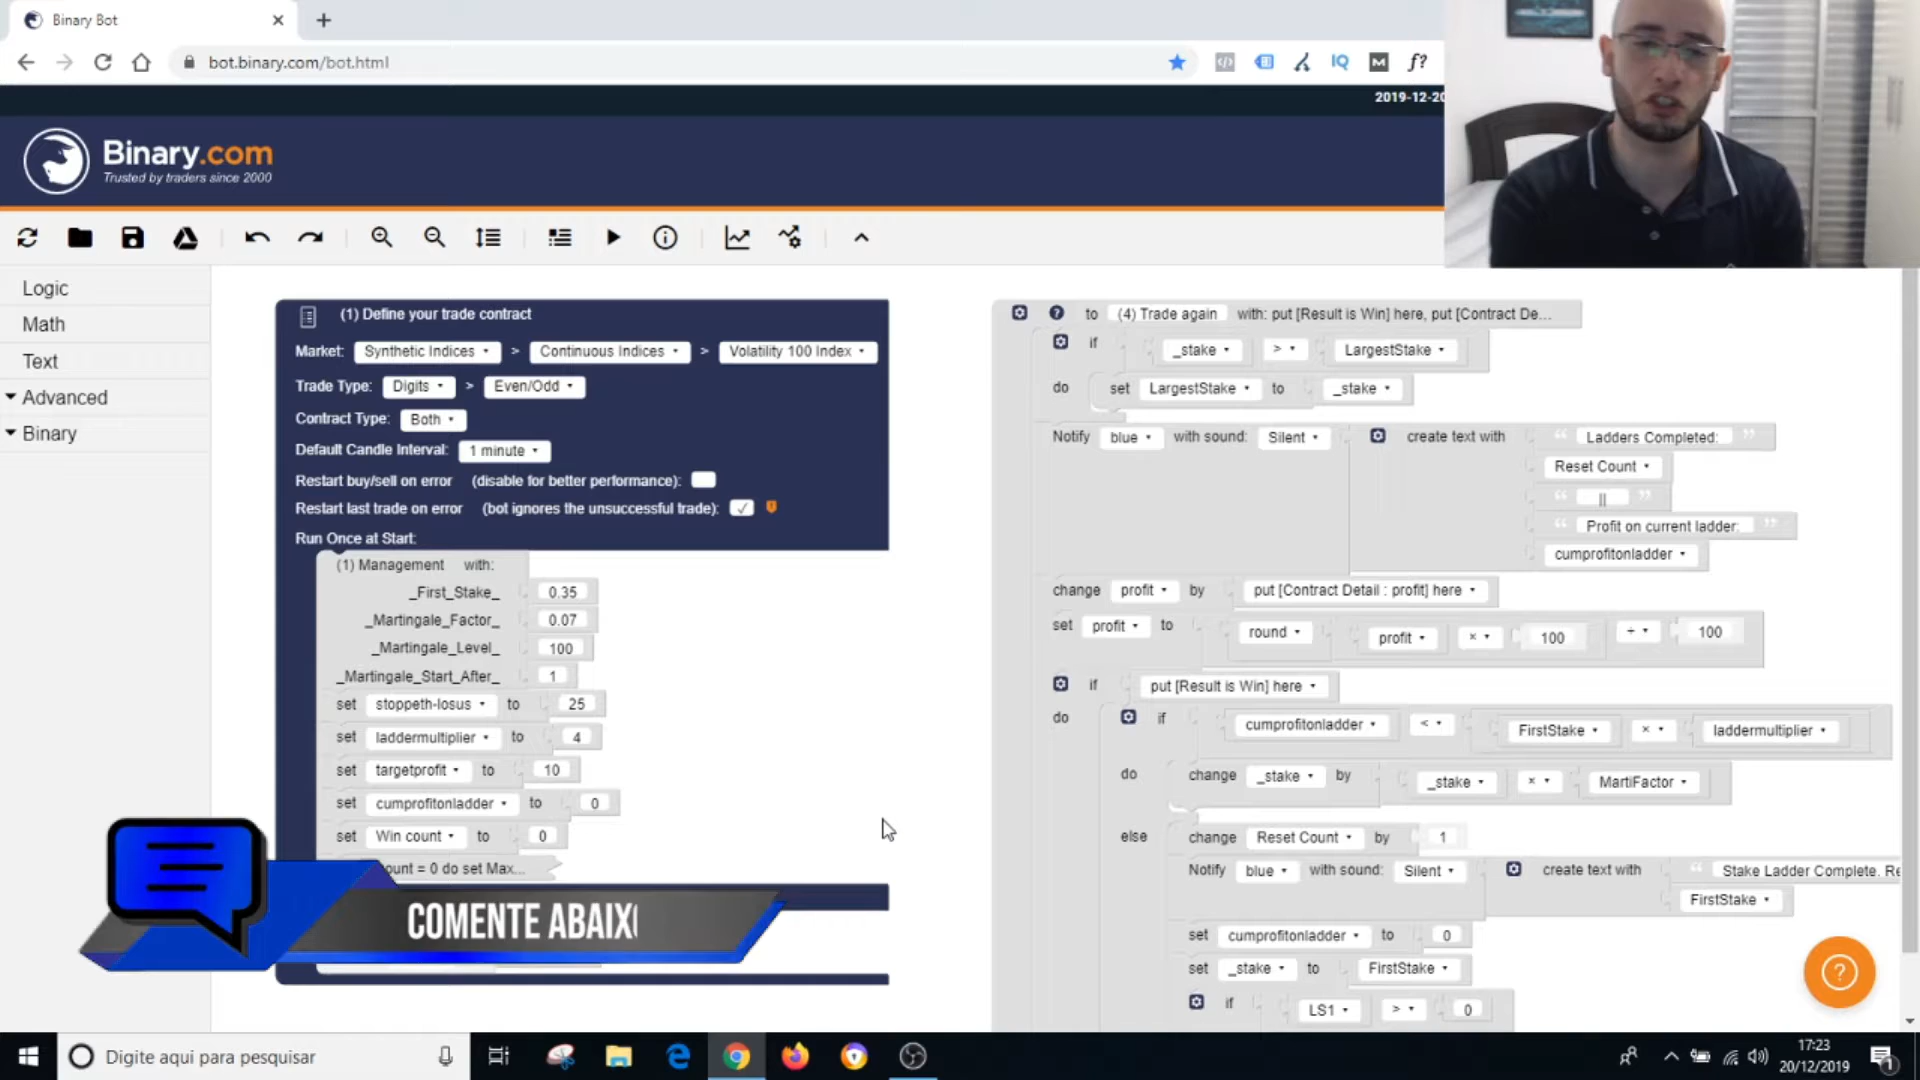 Binary Bot
bot.binary.com/bot.html
IQ
M
f?
2019-12-20
Binary.com
Trusted by traders since 2000
Logic
Math
Text
Advanced
Binary
(1) Define your trade contract
Market: Synthetic Indices > Continuous Indices > Volatility 100 Index
Trade Type: Digits > Even/Odd
Contract Type: Both
Default Candle Interval: 1 minute
Restart buy/sell on error (disable for better performance):
Restart last trade on error (bot ignores the unsuccessful trade):
Run Once at Start:
(1) Management with:
_First_Stake_ 0.35
_Martingale_Factor_ 0.07
_Martingale_Level_ 100
_Martingale_Start_After_ 1
set stoppeth-losus to 25
set laddermultiplier to 4
set targetprofit to 10
set cumprofitonladder to 0
set Win count to 0
ount = 0 do set Max...
COMENTE ABAIXO
to (4) Trade again with: put [Result is Win] here, put [Contract De...
if _stake > LargestStake
do set LargestStake to _stake
Notify blue with sound: Silent create text with “ Ladders Completed: ”
Reset Count
“ || ”
“ Profit on current ladder: ”
cumprofitonladder
change profit by put [Contract Detail : profit] here
set profit to round profit × 100 ÷ 100
if put [Result is Win] here
do if cumprofitonladder < FirstStake × laddermultiplier
do change _stake by _stake × MartiFactor
else change Reset Count by 1
Notify blue with sound: Silent create text with “ Stake Ladder Complete. Re
FirstStake
set cumprofitonladder to 0
set _stake to FirstStake
if LS1 > 0
Digite aqui para pesquisar
17:23
20/12/2019
1